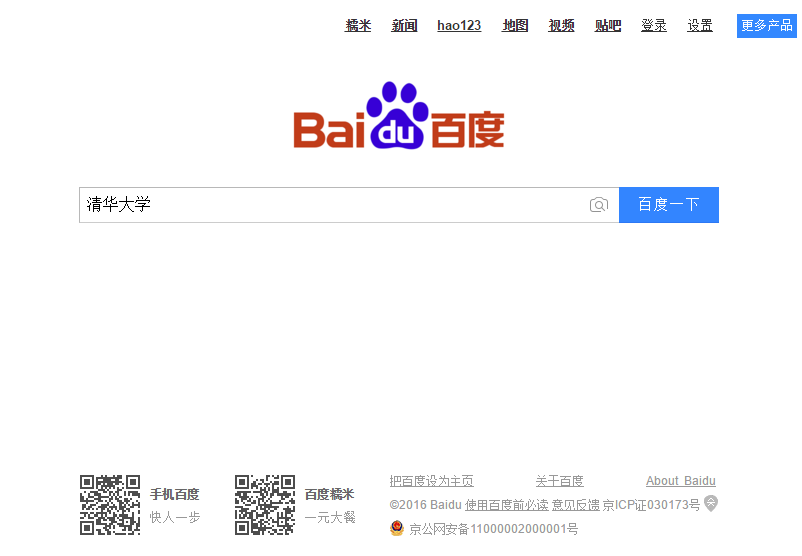 糯米 新闻 hao123 地图 视频 贴吧 登录 设置 更多产品
Baidu百度
清华大学 百度一下
把百度设为主页 关于百度 About Baidu
手机百度 百度糯米
©2016 Baidu 使用百度前必读 意见反馈 京ICP证030173号
快人一步 一元大餐
京公网安备11000002000001号